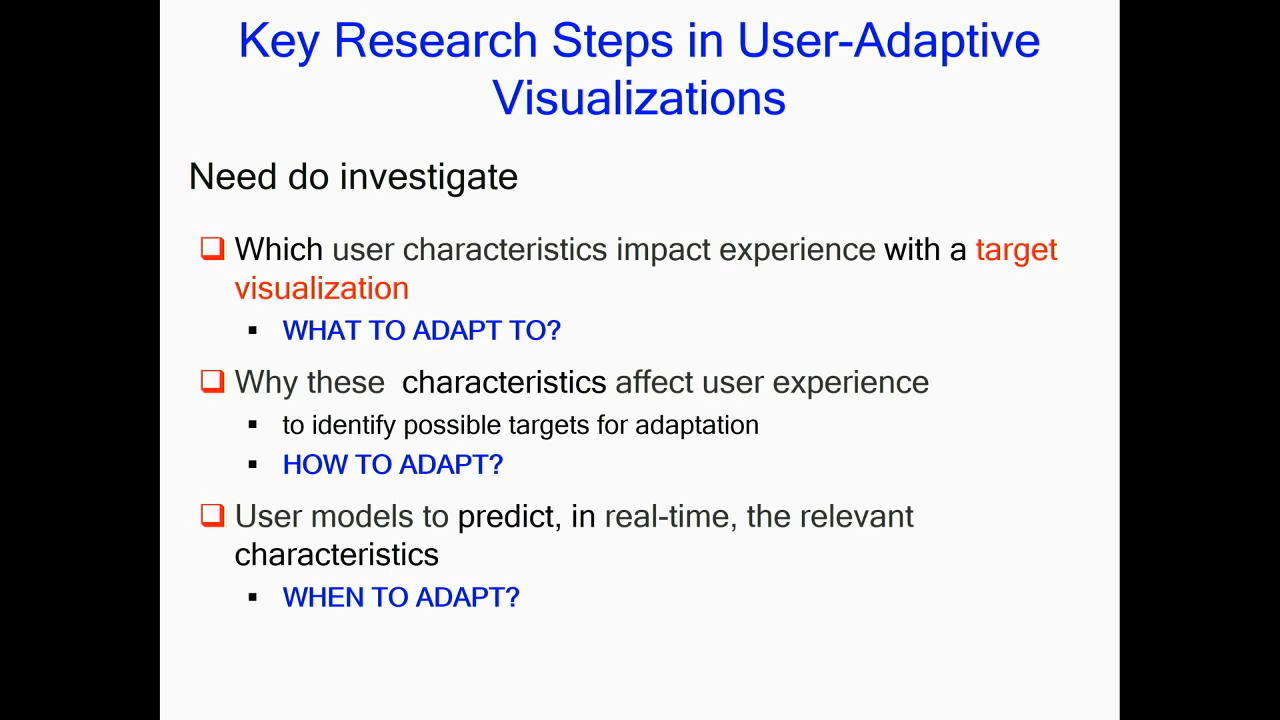 Key Research Steps in User-Adaptive
Visualizations
Need do investigate
Which user characteristics impact experience with a target
visualization
WHAT TO ADAPT TO?
Why these characteristics affect user experience
to identify possible targets for adaptation
HOW TO ADAPT?
User models to predict, in real-time, the relevant
characteristics
WHEN TO ADAPT?